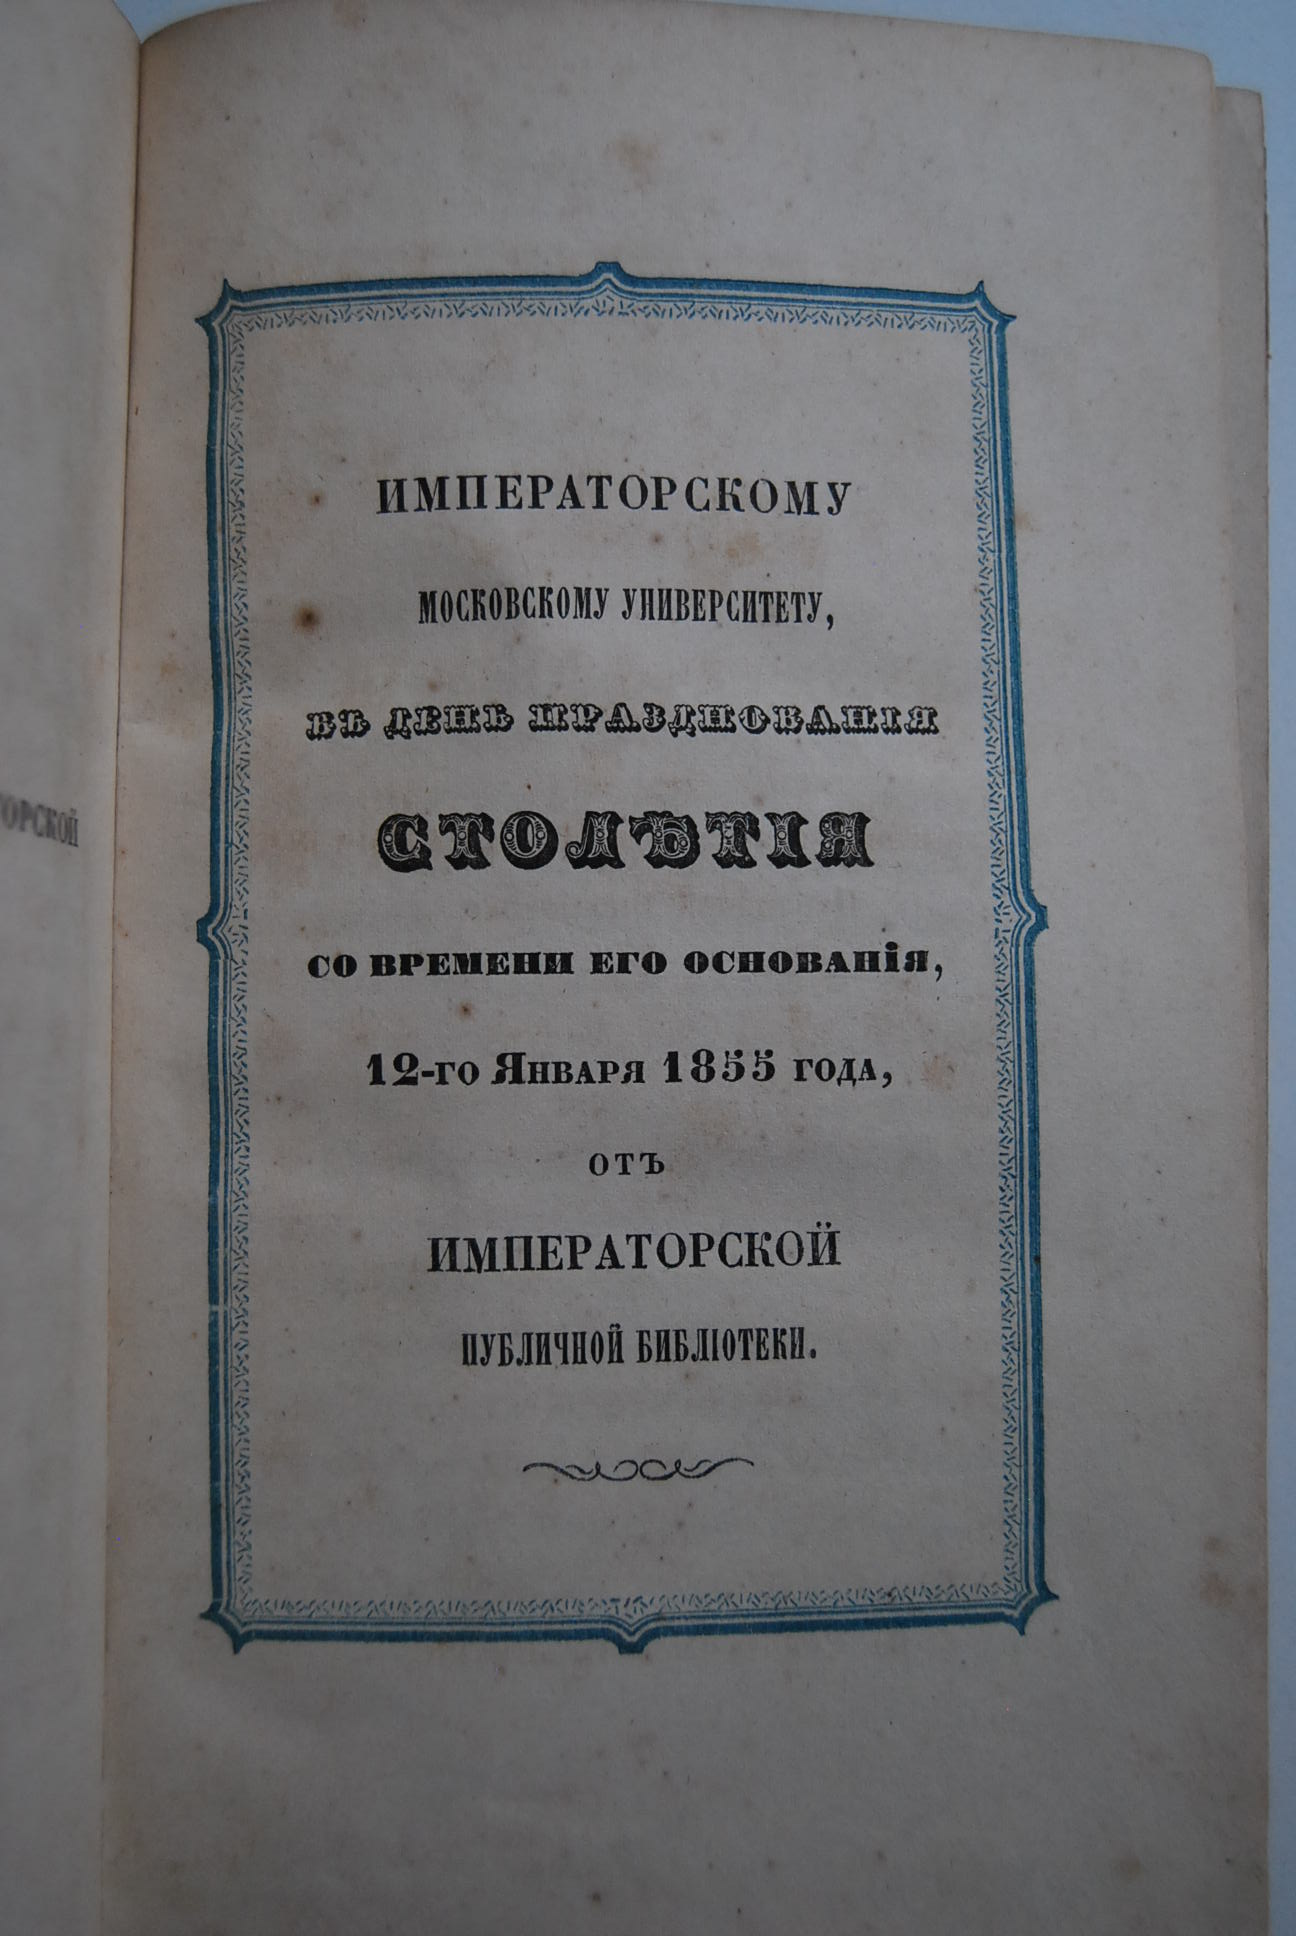 ИМПЕРАТОРСКОМУ
МОСКОВСКОМУ УНИВЕРСИТЕТУ,
ВЪ ДЕНЬ ПРАЗДНОВАНІЯ
СТОЛѢТІЯ
СО ВРЕМЕНИ ЕГО ОСНОВАНІЯ,
12-ГО ЯНВАРЯ 1855 ГОДА,
ОТЪ
ИМПЕРАТОРСКОЙ
ПУБЛИЧНОЙ БИБЛІОТЕКИ.